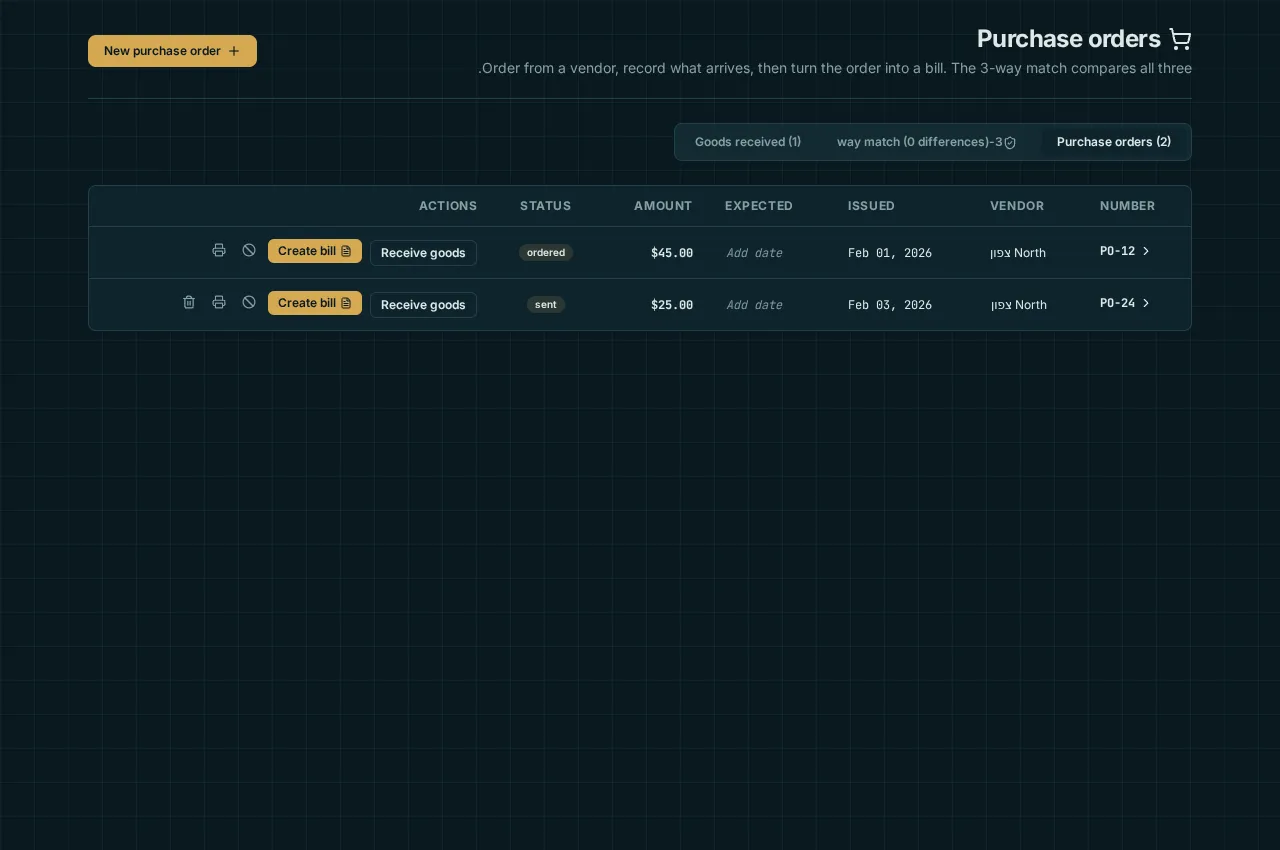 Purchase orders
New purchase order
.Order from a vendor, record what arrives, then turn the order into a bill. The 3-way match compares all three
Goods received (1) way match (0 differences)-3 Purchase orders (2)
ACTIONS STATUS AMOUNT EXPECTED ISSUED VENDOR NUMBER
Create bill Receive goods ordered $45.00 Add date Feb 01, 2026 צפון North PO-12
Create bill Receive goods sent $25.00 Add date Feb 03, 2026 צפון North PO-24